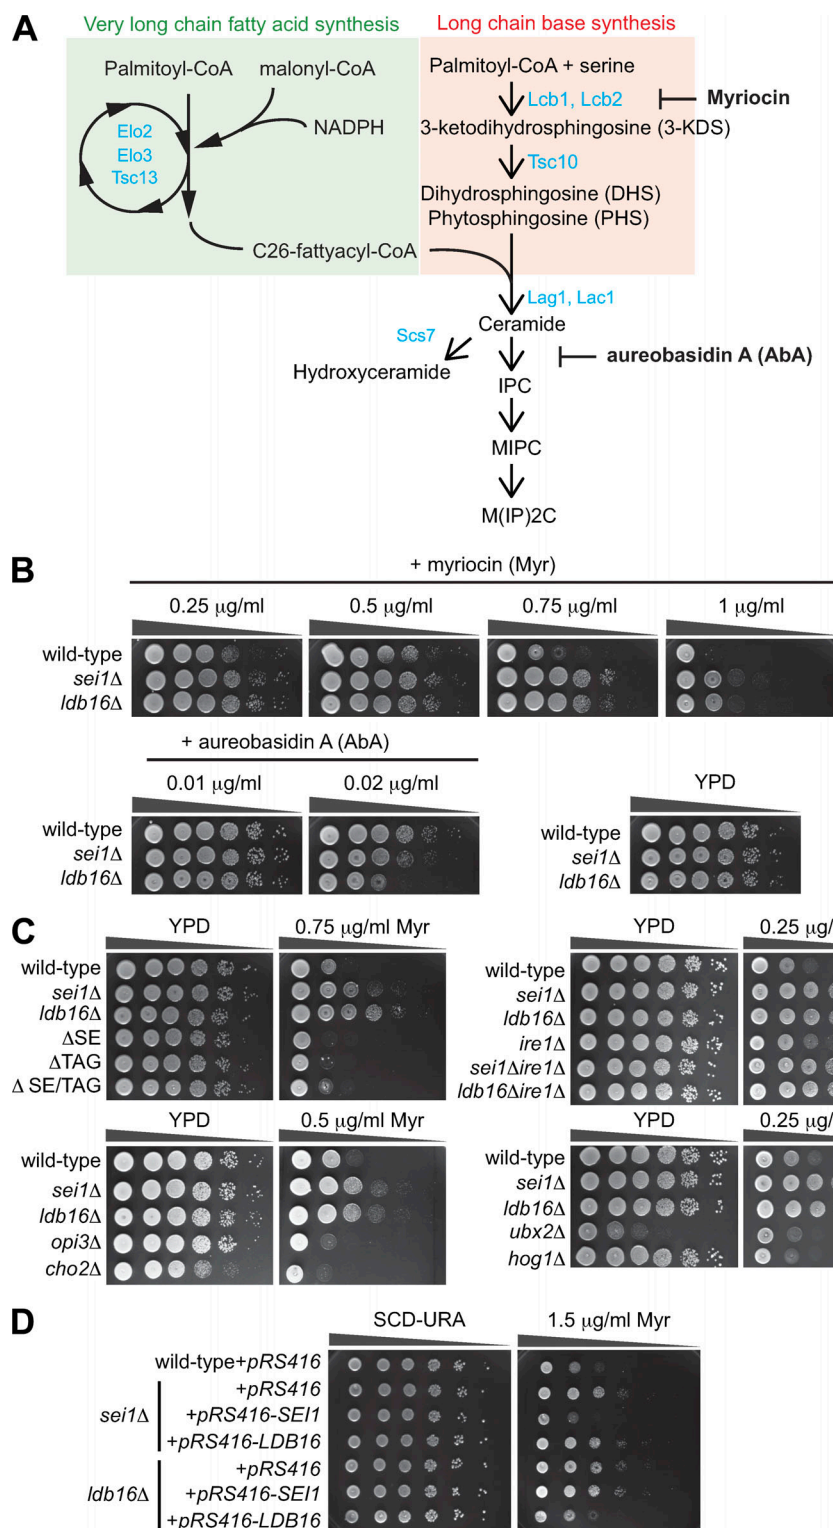 A
Very long chain fatty acid synthesis
Long chain base synthesis
Palmitoyl-CoA
malonyl-CoA
Palmitoyl-CoA + serine
Lcb1, Lcb2
Myriocin
Elo2
Elo3
Tsc13
NADPH
3-ketodihydrosphingosine (3-KDS)
Tsc10
Dihydrosphingosine (DHS)
Phytosphingosine (PHS)
C26-fattyacyl-CoA
Lag1, Lac1
Ceramide
Scs7
Hydroxyceramide
aureobasidin A (AbA)
IPC
MIPC
M(IP)2C
B
+ myriocin (Myr)
0.25 µg/ml
0.5 µg/ml
0.75 µg/ml
1 µg/ml
wild-type
sei1Δ
ldb16Δ
+ aureobasidin A (AbA)
0.01 µg/ml
0.02 µg/ml
YPD
wild-type
sei1Δ
ldb16Δ
wild-type
sei1Δ
ldb16Δ
C
YPD
0.75 µg/ml Myr
wild-type
sei1Δ
ldb16Δ
ΔSE
ΔTAG
Δ SE/TAG
YPD
0.25 µg/
wild-type
sei1Δ
ldb16Δ
ire1Δ
sei1Δire1Δ
ldb16Δire1Δ
YPD
0.5 µg/ml Myr
wild-type
sei1Δ
ldb16Δ
opi3Δ
cho2Δ
YPD
0.25 µg/
wild-type
sei1Δ
ldb16Δ
ubx2Δ
hog1Δ
D
SCD-URA
1.5 µg/ml Myr
wild-type+pRS416
sei1Δ
+pRS416
+pRS416-SEI1
+pRS416-LDB16
ldb16Δ
+pRS416
+pRS416-SEI1
+pRS416-LDB16